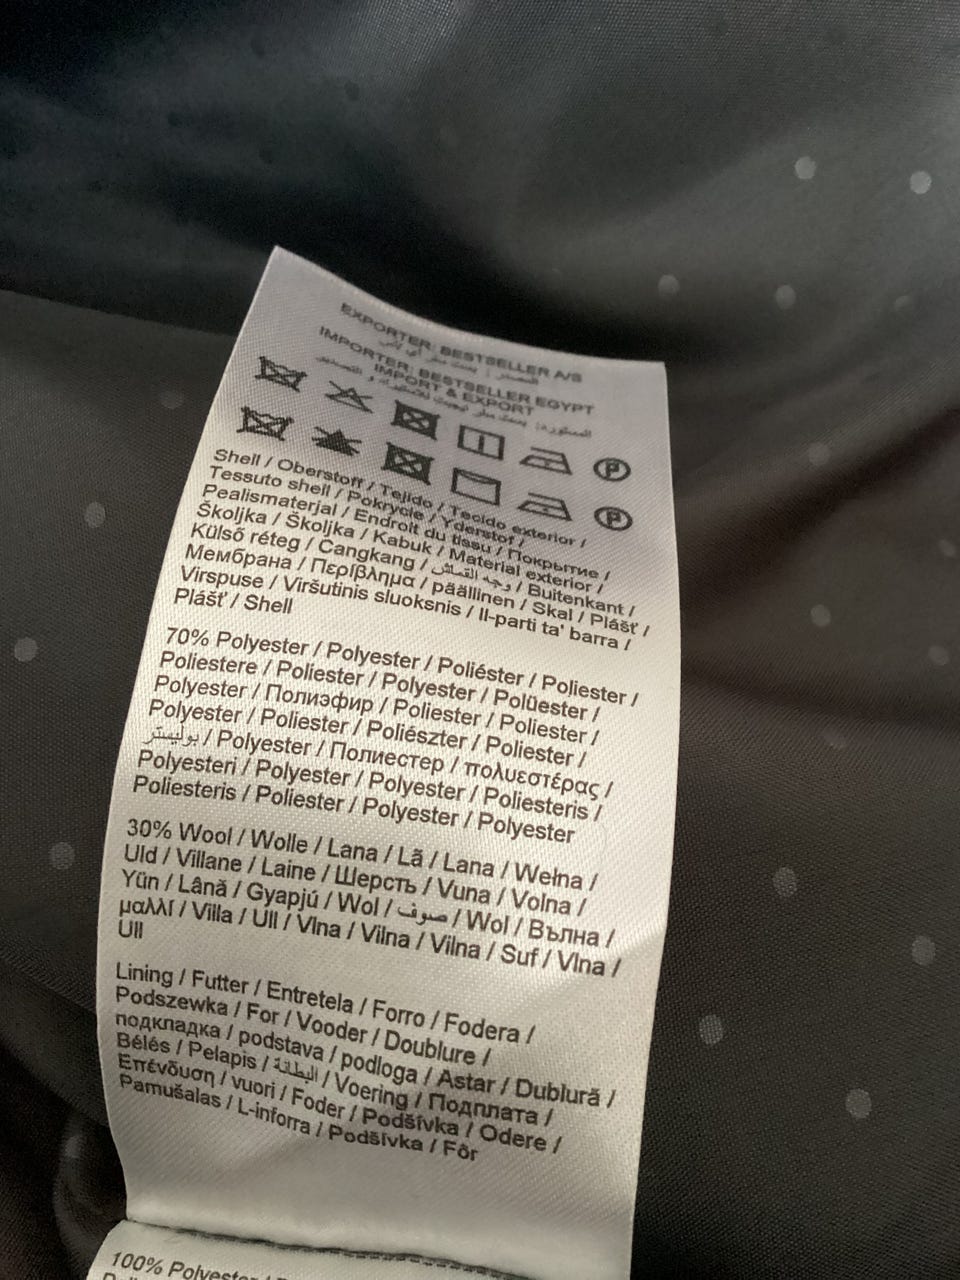 EXPORTER: BESTSELLER A/S
IMPORTER: BESTSELLER EGYPT
IMPORT & EXPORT
Shell / Oberstoff / Tejido / Tecido exterior /
Tessuto shell / Pokrycie / Yderstof /
Pealismaterjal / Endroit du tissu / Покрытие /
Školjka / Školjka / Kabuk / Material exterior /
Külső réteg / Cangkang / وجه القماش / Buitenkant /
Мембрана / Περίβλημα / päällinen / Skal / Plášť /
Virspuse / Viršutinis sluoksnis / Il-parti ta' barra /
Plášť / Shell
70% Polyester / Polyester / Poliéster / Poliester /
Poliestere / Poliester / Polyester / Polüester /
Polyester / Полиэфир / Poliester / Poliester /
Polyester / Poliester / Poliészter / Poliester /
بوليستر / Polyester / Полиестер / πολυεστέρας /
Polyesteri / Polyester / Polyester / Poliesteris /
Poliesteris / Poliester / Polyester / Polyester
30% Wool / Wolle / Lana / Lã / Lana / Wełna /
Uld / Villane / Laine / Шерсть / Vuna / Volna /
Yün / Lână / Gyapjú / Wol / صوف / Wol / Вълна /
μαλλί / Villa / Ull / Vlna / Vilna / Vilna / Suf / Vlna /
Ull
Lining / Futter / Entretela / Forro / Fodera /
Podszewka / For / Vooder / Doublure /
подкладка / podstava / podloga / Astar / Dublură /
Bélés / Pelapis / البطانة / Voering / Подплата /
Επένδυση / vuori / Foder / Podšívka / Odere /
Pamušalas / L-inforra / Podšívka / Fôr
100% Polyester /